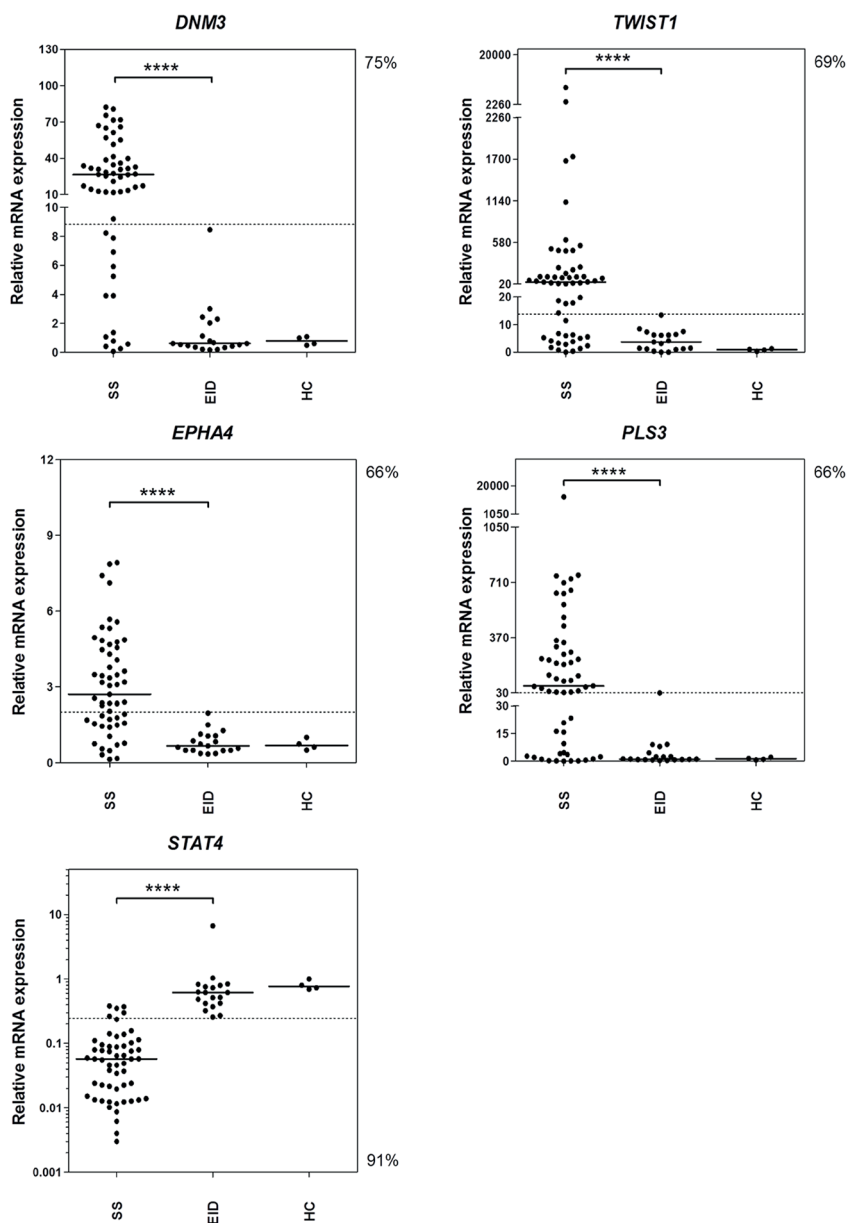 DNM3
Relative mRNA expression
130
100
70
40
10
10
8
6
4
2
0
****
75%
SS
EID
HC
TWIST1
Relative mRNA expression
20000
2260
2260
1700
1140
580
20
20
10
0
****
69%
SS
EID
HC
EPHA4
Relative mRNA expression
12
9
6
3
0
****
66%
SS
EID
HC
PLS3
Relative mRNA expression
20000
1050
1050
710
370
30
30
15
0
****
66%
SS
EID
HC
STAT4
Relative mRNA expression
10
1
0.1
0.01
0.001
****
91%
SS
EID
HC